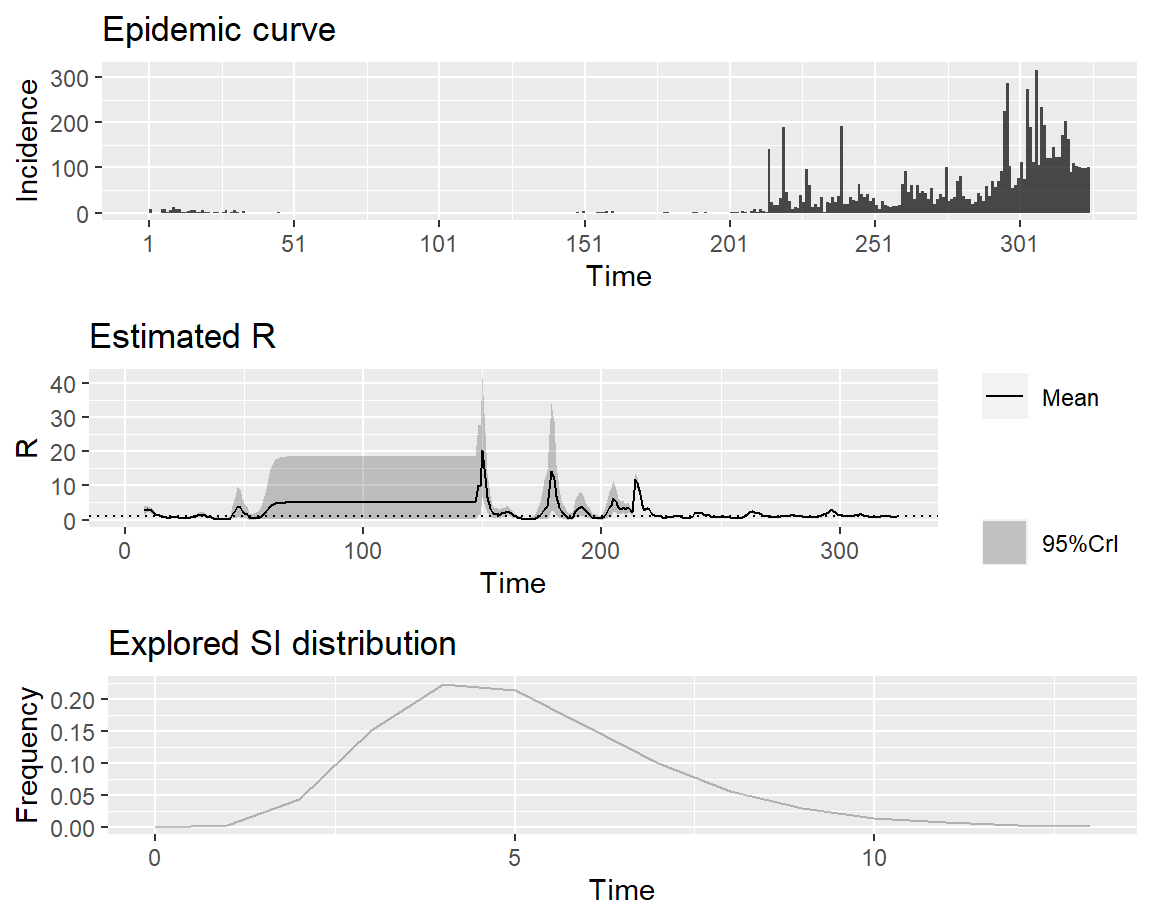 Epidemic curve
Incidence
300
200
100
0
1 51 101 151 201 251 301
Time
Estimated R
R
40
30
20
10
0
0 100 200 300
Time
Mean
95%CrI
Explored SI distribution
Frequency
0.20
0.15
0.10
0.05
0.00
0 5 10
Time